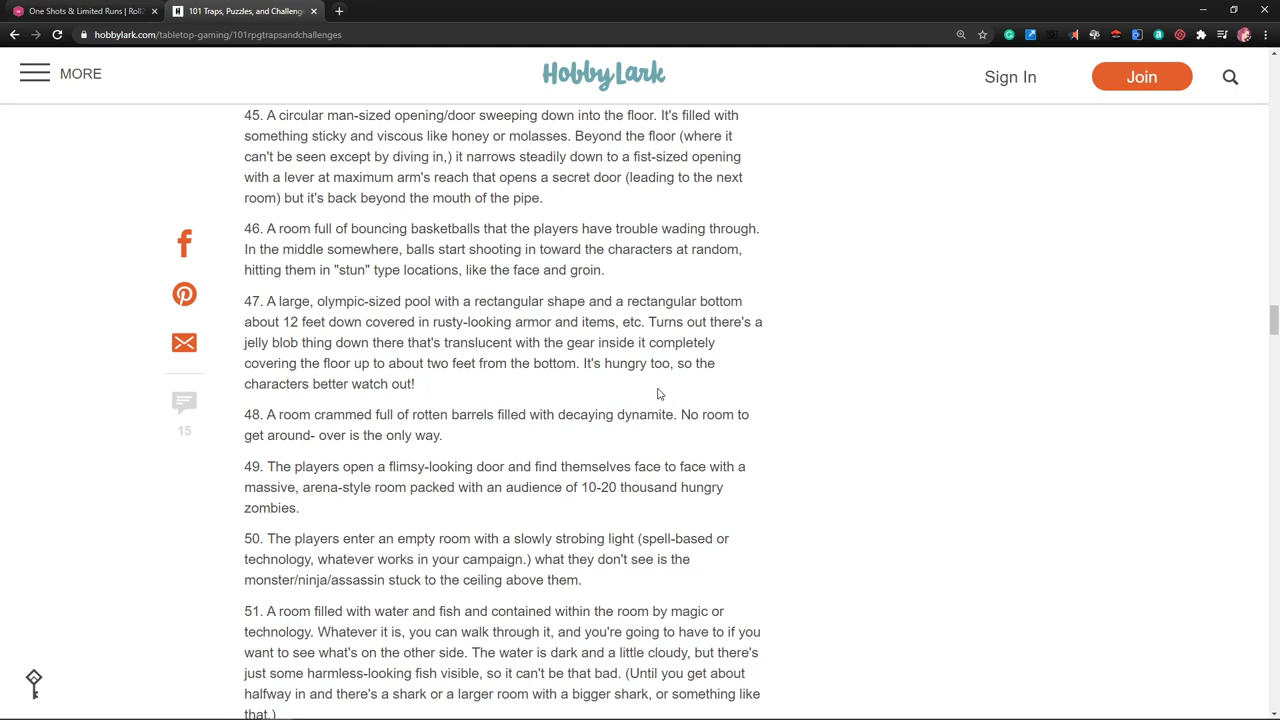 One Shots & Limited Runs | Roll2
101 Traps, Puzzles, and Challenge
hobbylark.com/tabletop-gaming/101rpgtrapsandchallenges
MORE
HobbyLark
Sign In
Join
45. A circular man-sized opening/door sweeping down into the floor. It's filled with
something sticky and viscous like honey or molasses. Beyond the floor (where it
can't be seen except by diving in,) it narrows steadily down to a fist-sized opening
with a lever at maximum arm's reach that opens a secret door (leading to the next
room) but it's back beyond the mouth of the pipe.
46. A room full of bouncing basketballs that the players have trouble wading through.
In the middle somewhere, balls start shooting in toward the characters at random,
hitting them in "stun" type locations, like the face and groin.
47. A large, olympic-sized pool with a rectangular shape and a rectangular bottom
about 12 feet down covered in rusty-looking armor and items, etc. Turns out there's a
jelly blob thing down there that's translucent with the gear inside it completely
covering the floor up to about two feet from the bottom. It's hungry too, so the
characters better watch out!
48. A room crammed full of rotten barrels filled with decaying dynamite. No room to
get around- over is the only way.
49. The players open a flimsy-looking door and find themselves face to face with a
massive, arena-style room packed with an audience of 10-20 thousand hungry
zombies.
50. The players enter an empty room with a slowly strobing light (spell-based or
technology, whatever works in your campaign.) what they don't see is the
monster/ninja/assassin stuck to the ceiling above them.
51. A room filled with water and fish and contained within the room by magic or
technology. Whatever it is, you can walk through it, and you're going to have to if you
want to see what's on the other side. The water is dark and a little cloudy, but there's
just some harmless-looking fish visible, so it can't be that bad. (Until you get about
halfway in and there's a shark or a larger room with a bigger shark, or something like
that.)
15